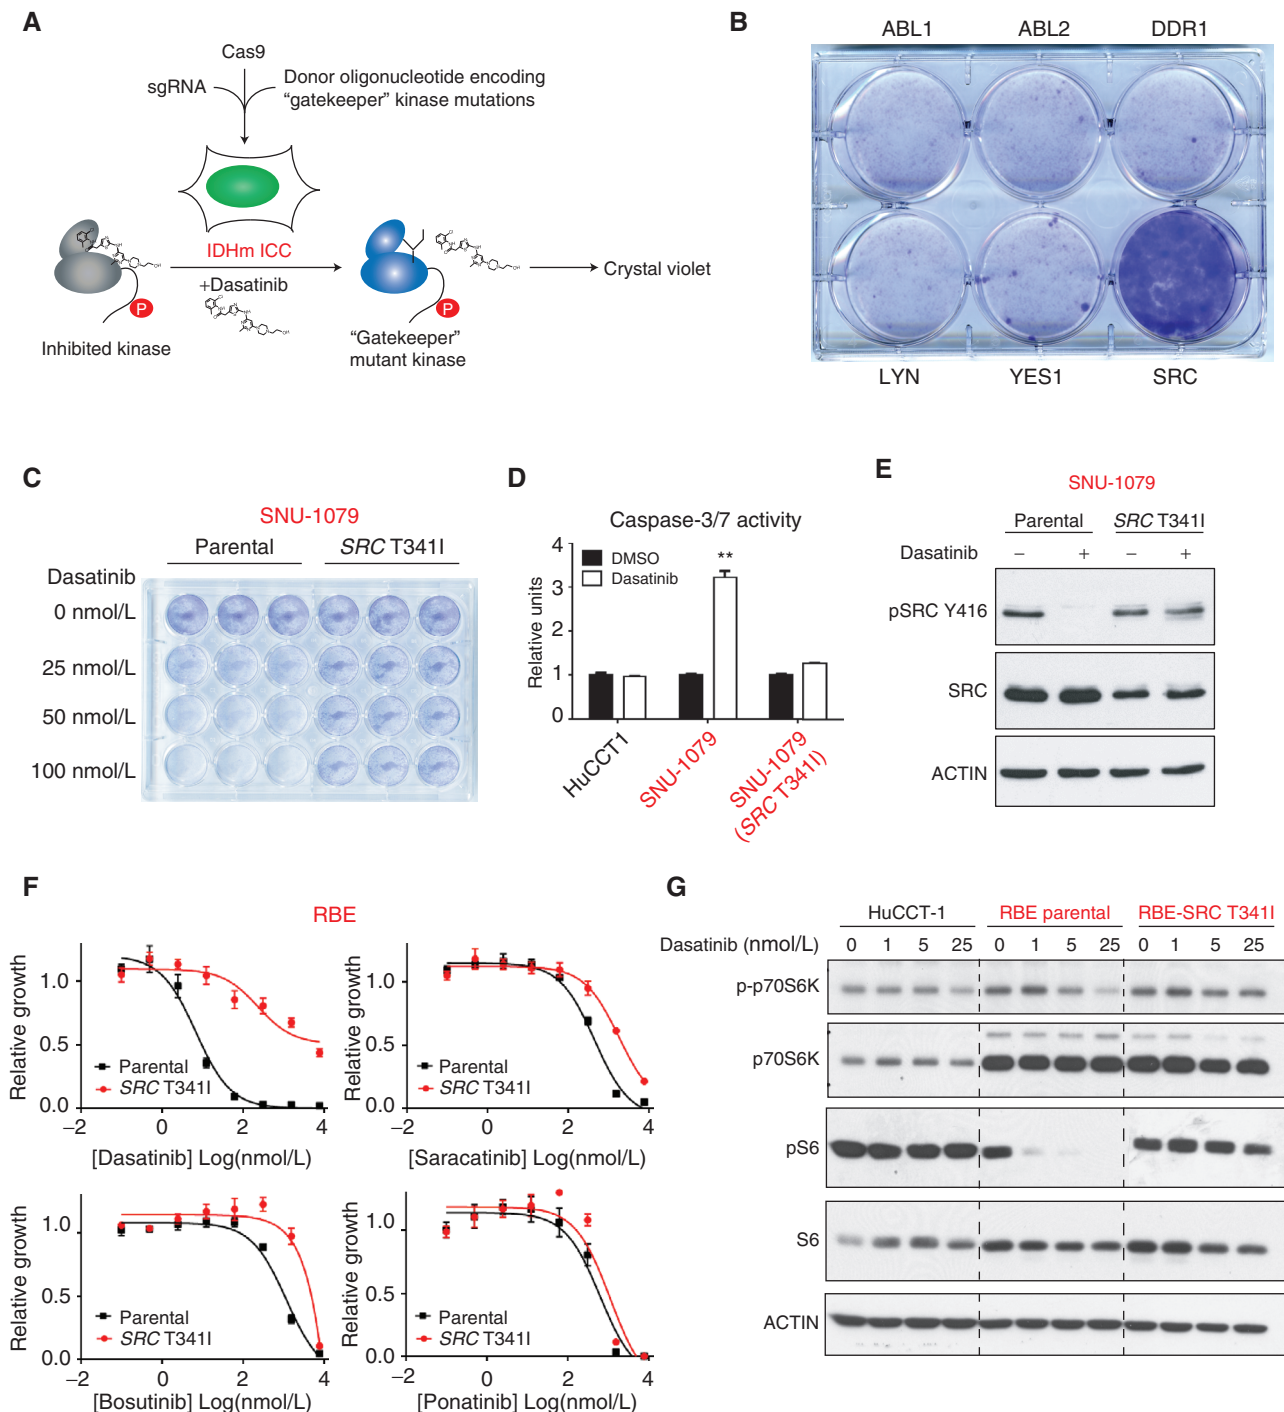 A
Cas9
sgRNA
Donor oligonucleotide encoding
“gatekeeper” kinase mutations
IDHm ICC
+Dasatinib
P
Inhibited kinase
P
“Gatekeeper”
mutant kinase
Crystal violet
B
ABL1 ABL2 DDR1
LYN YES1 SRC
C
SNU-1079
Parental SRC T341I
Dasatinib
0 nmol/L
25 nmol/L
50 nmol/L
100 nmol/L
D
Caspase-3/7 activity
Relative units
4
3
2
1
0
DMSO
Dasatinib
**
HuCCT1
SNU-1079
SNU-1079
(SRC T341I)
E
SNU-1079
Parental SRC T341I
Dasatinib − + − +
pSRC Y416
SRC
ACTIN
F
RBE
Relative growth
1.0
0.5
0.0
Parental
SRC T341I
−2 0 2 4
[Dasatinib] Log(nmol/L)
Relative growth
1.0
0.5
0.0
Parental
SRC T341I
−2 0 2 4
[Saracatinib] Log(nmol/L)
Relative growth
1.0
0.5
0.0
Parental
SRC T341I
−2 0 2 4
[Bosutinib] Log(nmol/L)
Relative growth
1.0
0.5
0.0
Parental
SRC T341I
−2 0 2 4
[Ponatinib] Log(nmol/L)
G
HuCCT-1 RBE parental RBE-SRC T341I
Dasatinib (nmol/L) 0 1 5 25 0 1 5 25 0 1 5 25
p-p70S6K
p70S6K
pS6
S6
ACTIN